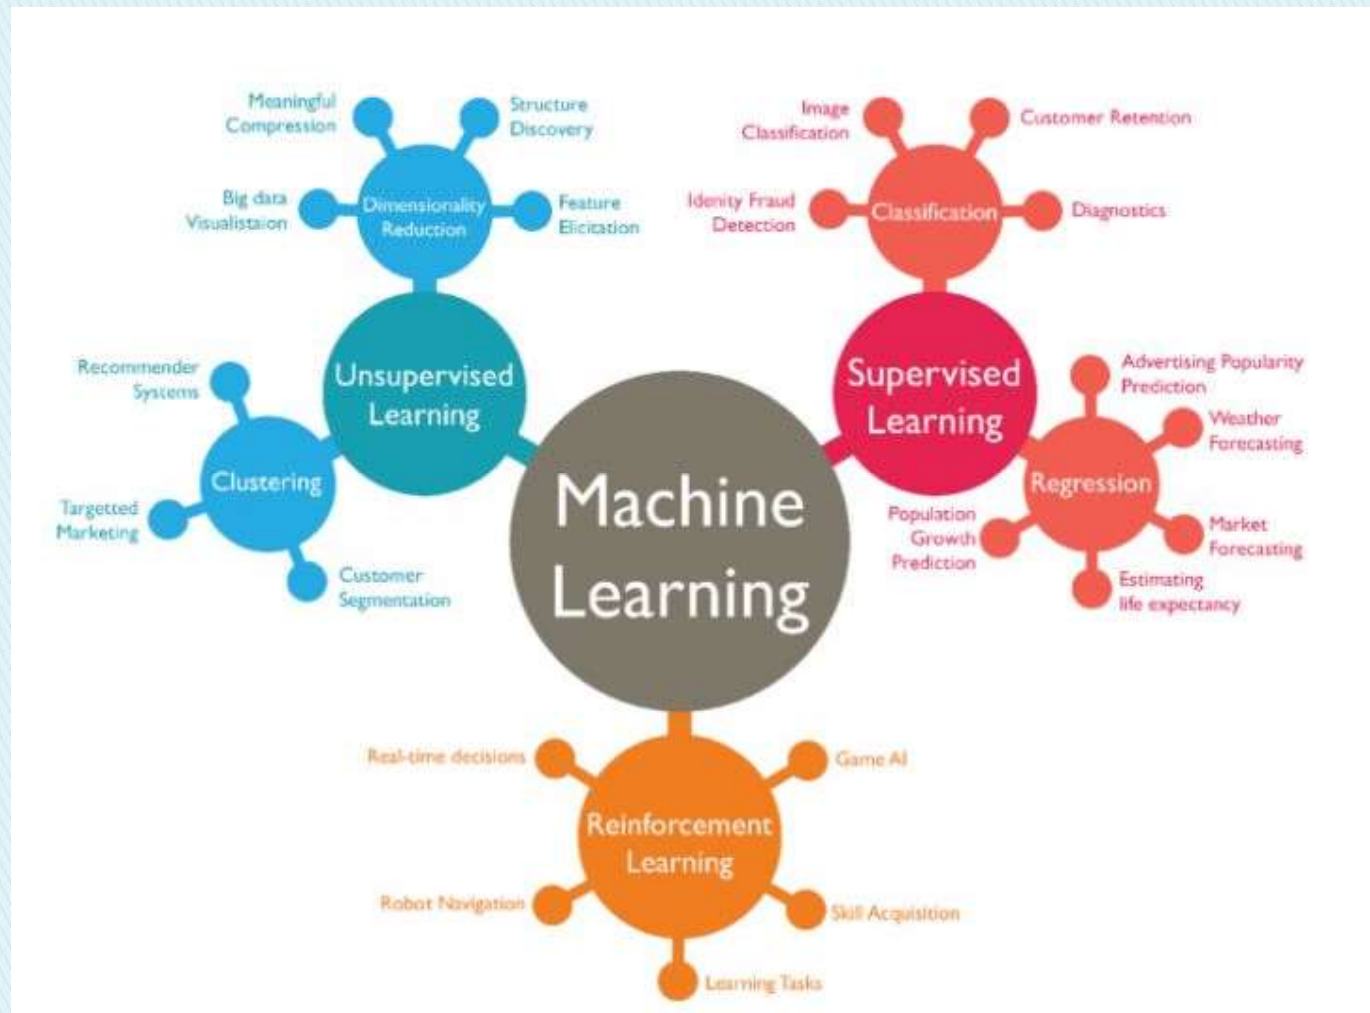 Meaningful
Compression
Structure
Discovery
Big data
Visualistaion
Dimensionality
Reduction
Feature
Elicitation
Unsupervised
Learning
Recommender
Systems
Clustering
Targetted
Marketing
Customer
Segmentation
Machine
Learning
Image
Classification
Customer Retention
Idenity Fraud
Detection
Classification
Diagnostics
Supervised
Learning
Advertising Popularity
Prediction
Weather
Forecasting
Regression
Population
Growth
Prediction
Market
Forecasting
Estimating
life expectancy
Real-time decisions
Game AI
Reinforcement
Learning
Robot Navigation
Skill Acquisition
Learning Tasks